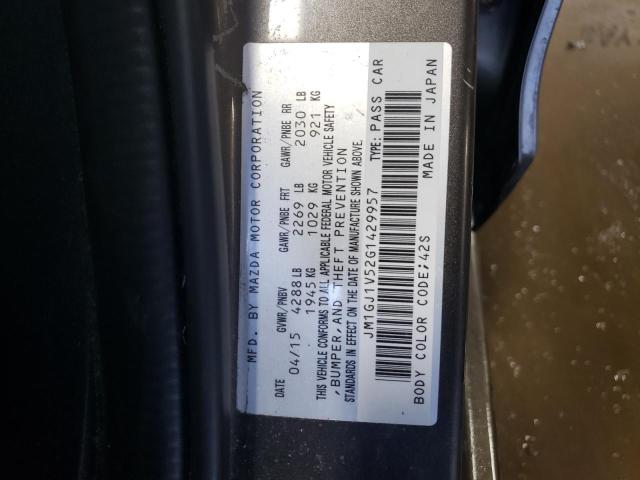 MFD. BY MAZDA MOTOR CORPORATION
DATE GVWR/PNBV GAWR/PNBE FRT GAWR/PNBE RR
04/15 4288 LB 2269 LB 2030 LB
1945 KG 1029 KG 921 KG
THIS VEHICLE CONFORMS TO ALL APPLICABLE FEDERAL MOTOR VEHICLE SAFETY
,BUMPER,AND THEFT PREVENTION
STANDARDS IN EFFECT ON THE DATE OF MANUFACTURE SHOWN ABOVE.
JM1GJ1V52G1429957 TYPE: PASS CAR
BODY COLOR CODE;42S MADE IN JAPAN